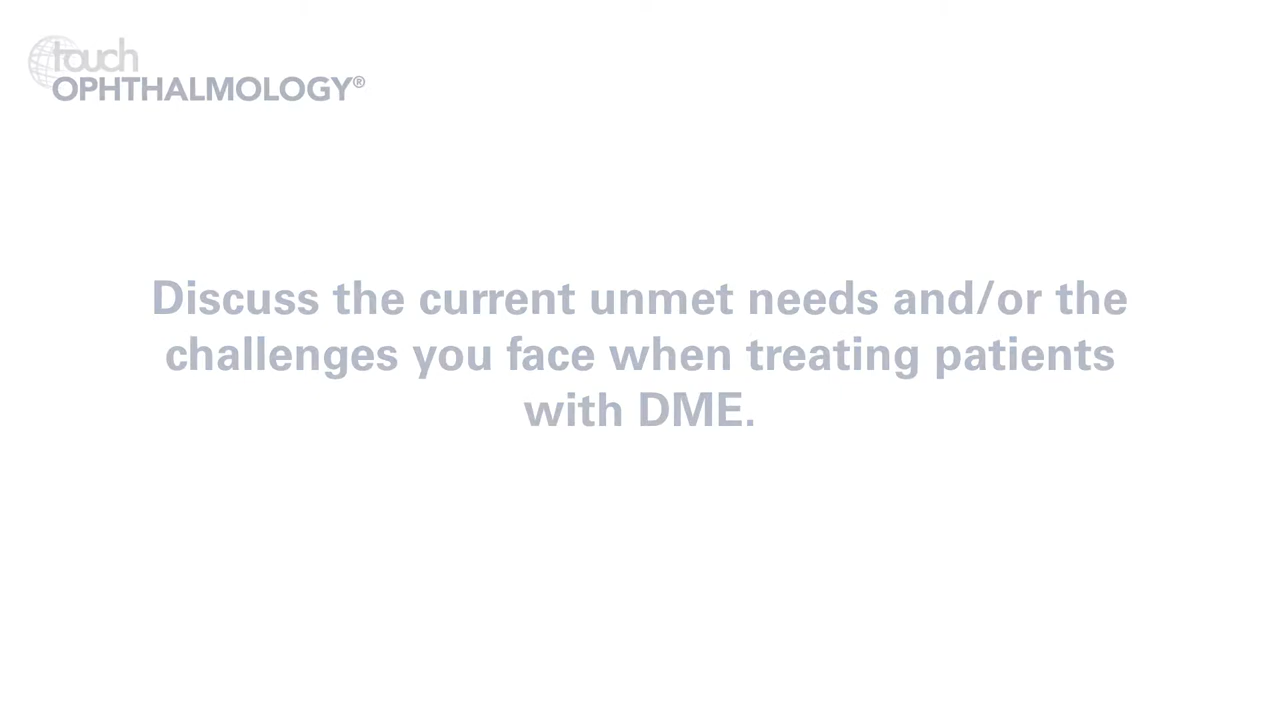 touch
OPHTHALMOLOGY®
Discuss the current unmet needs and/or the
challenges you face when treating patients
with DME.